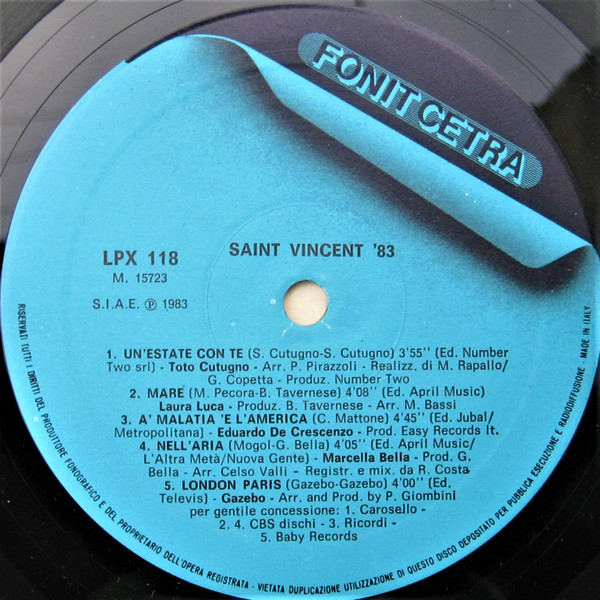 FONIT CETRA
SAINT VINCENT '83
LPX 118
M. 15723
S.I.A.E. Ⓟ 1983
1. UN'ESTATE CON TE (S. Cutugno-S. Cutugno) 3'55'' (Ed. Number
Two srl) - Toto Cutugno - Arr. P. Pirazzoli - Realizz. di M. Rapallo/
G. Copetta - Produz. Number Two
2. MARE (M. Pecora-B. Tavernese) 4'08'' (Ed. April Music)
Laura Luca - Produz. B. Tavernese - Arr. M. Bassi
3. A' MALATIA 'E L'AMERICA (C. Mattone) 4'45'' (Ed. Jubal/
Metropolitana) - Eduardo De Crescenzo - Prod. Easy Records It.
4. NELL'ARIA (Mogol-G. Bella) 4'05'' (Ed. April Music/
L'Altra Metà/Nuova Gente) - Marcella Bella - Prod. G.
Bella - Arr. Celso Valli - Registr. e mix. da R. Costa
5. LONDON PARIS (Gazebo-Gazebo) 4'00'' (Ed.
Televis) - Gazebo - Arr. and Prod. by P. Giombini
per gentile concessione: 1. Carosello -
2. 4. CBS dischi - 3. Ricordi -
5. Baby Records
RISERVATI TUTTI I DIRITTI DEL PRODUTTORE FONOGRAFICO E DEL PROPRIETARIO DELL'OPERA REGISTRATA - VIETATA DUPLICAZIONE UTILIZZAZIONE DI QUESTO DISCO DEPOSITATO PER PUBBLICA ESECUZIONE E RADIODIFFUSIONE - MADE IN ITALY